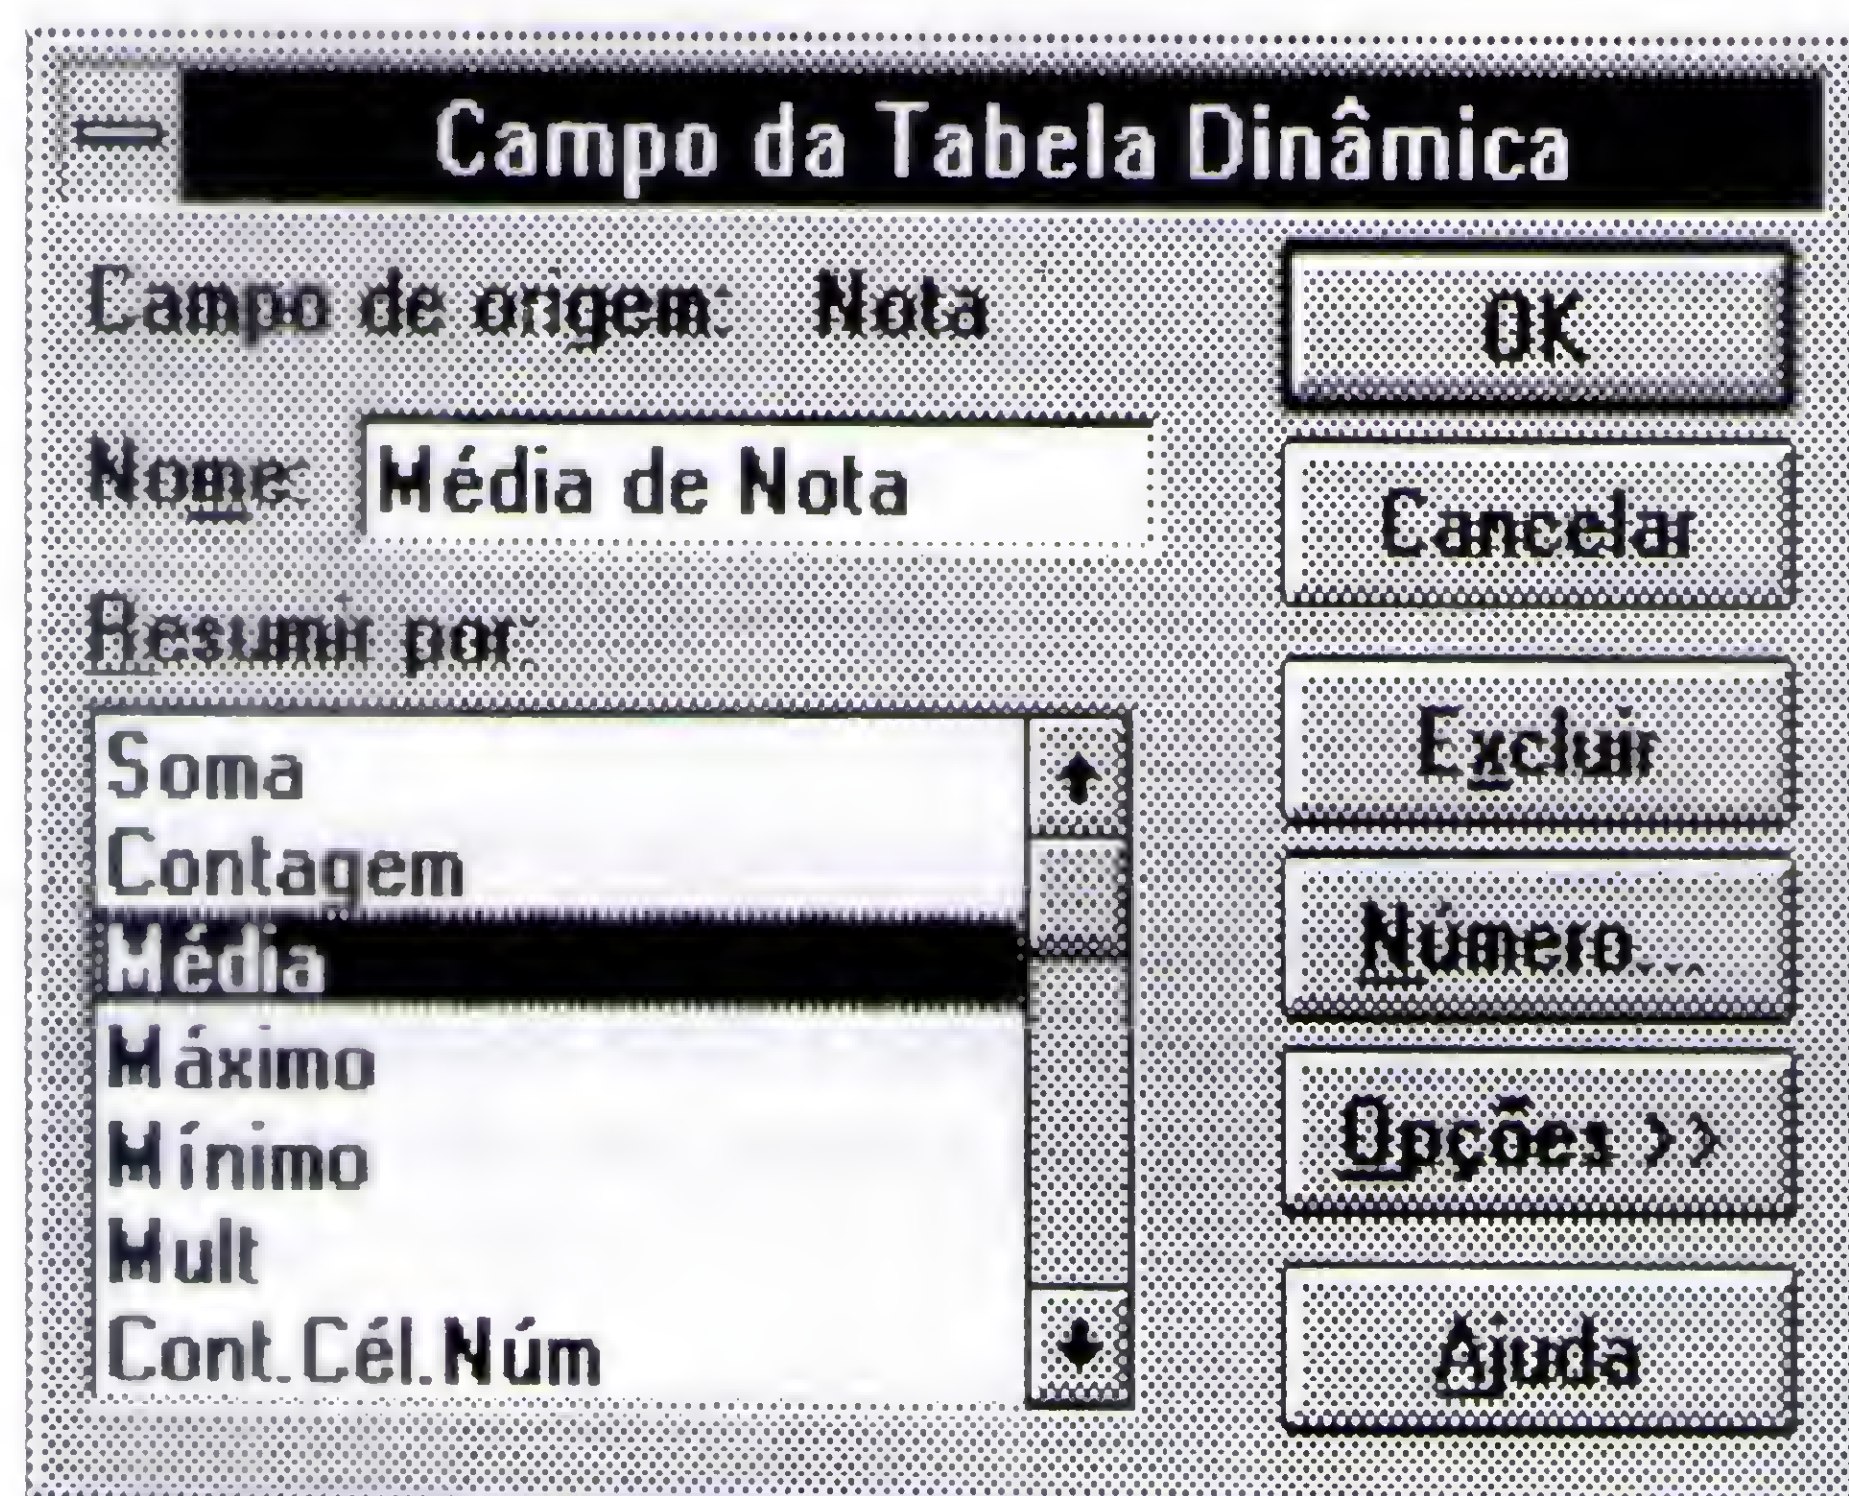 Campo da Tabela Dinâmica
Campo de origem: Nota
OK
Nome: Média de Nota
Cancelar
Resumir por:
Soma
Contagem
Média
Máximo
Mínimo
Mult
Cont.Cél.Núm
Excluir
Número...
Opções >>
Ajuda